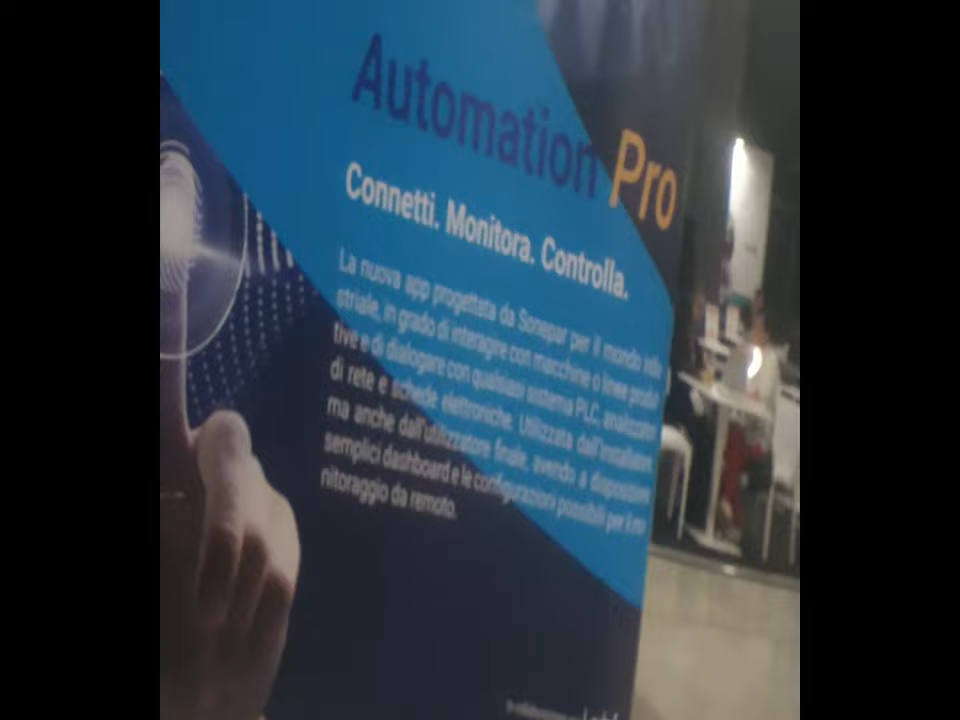 Automation Pro
Connetti. Monitora. Controlla.
La nuova app progettata da Sonepar per il mondo indu
striale, in grado di interagire con macchine o linee produt
tive e di dialogare con qualsiasi sistema PLC, analizzatori
di rete e schede elettroniche. Utilizzata dall'installatore
ma anche dall'utilizzatore finale, avendo a disposizione
semplici dashboard e le configurazioni possibili per il mo
nitoraggio da remoto.